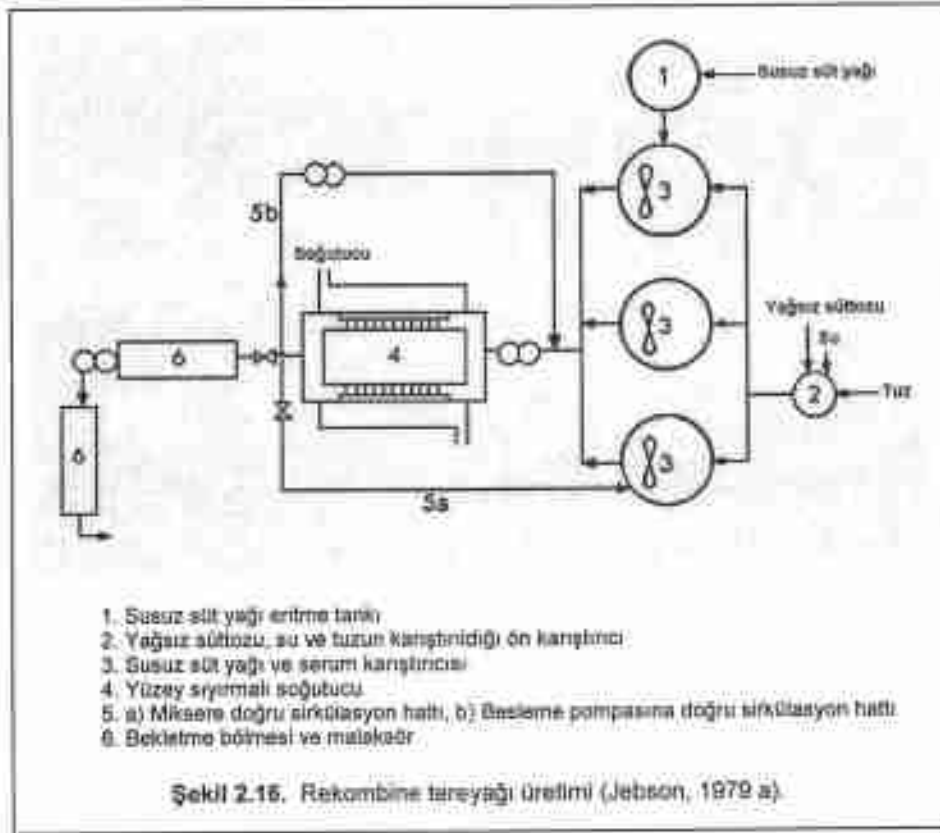 1
Susuz süt yağı
3
5b
Soğutucu
3
Yağsız süttozu
Su
6
4
2
Tuz
6
3
5a
1. Susuz süt yağı eritme tankı
2. Yağsız süttozu, su ve tuzun karıştırıldığı ön karıştırıcı
3. Susuz süt yağı ve serum karıştırıcısı
4. Yüzey sıyırmalı soğutucu
5. a) Miksere doğru sirkülasyon hattı, b) Besleme pompasına doğru sirkülasyon hattı
6. Bekletme bölmesi ve malaksör
Şekil 2.16. Rekombine tereyağı üretimi (Jebson, 1979 a).